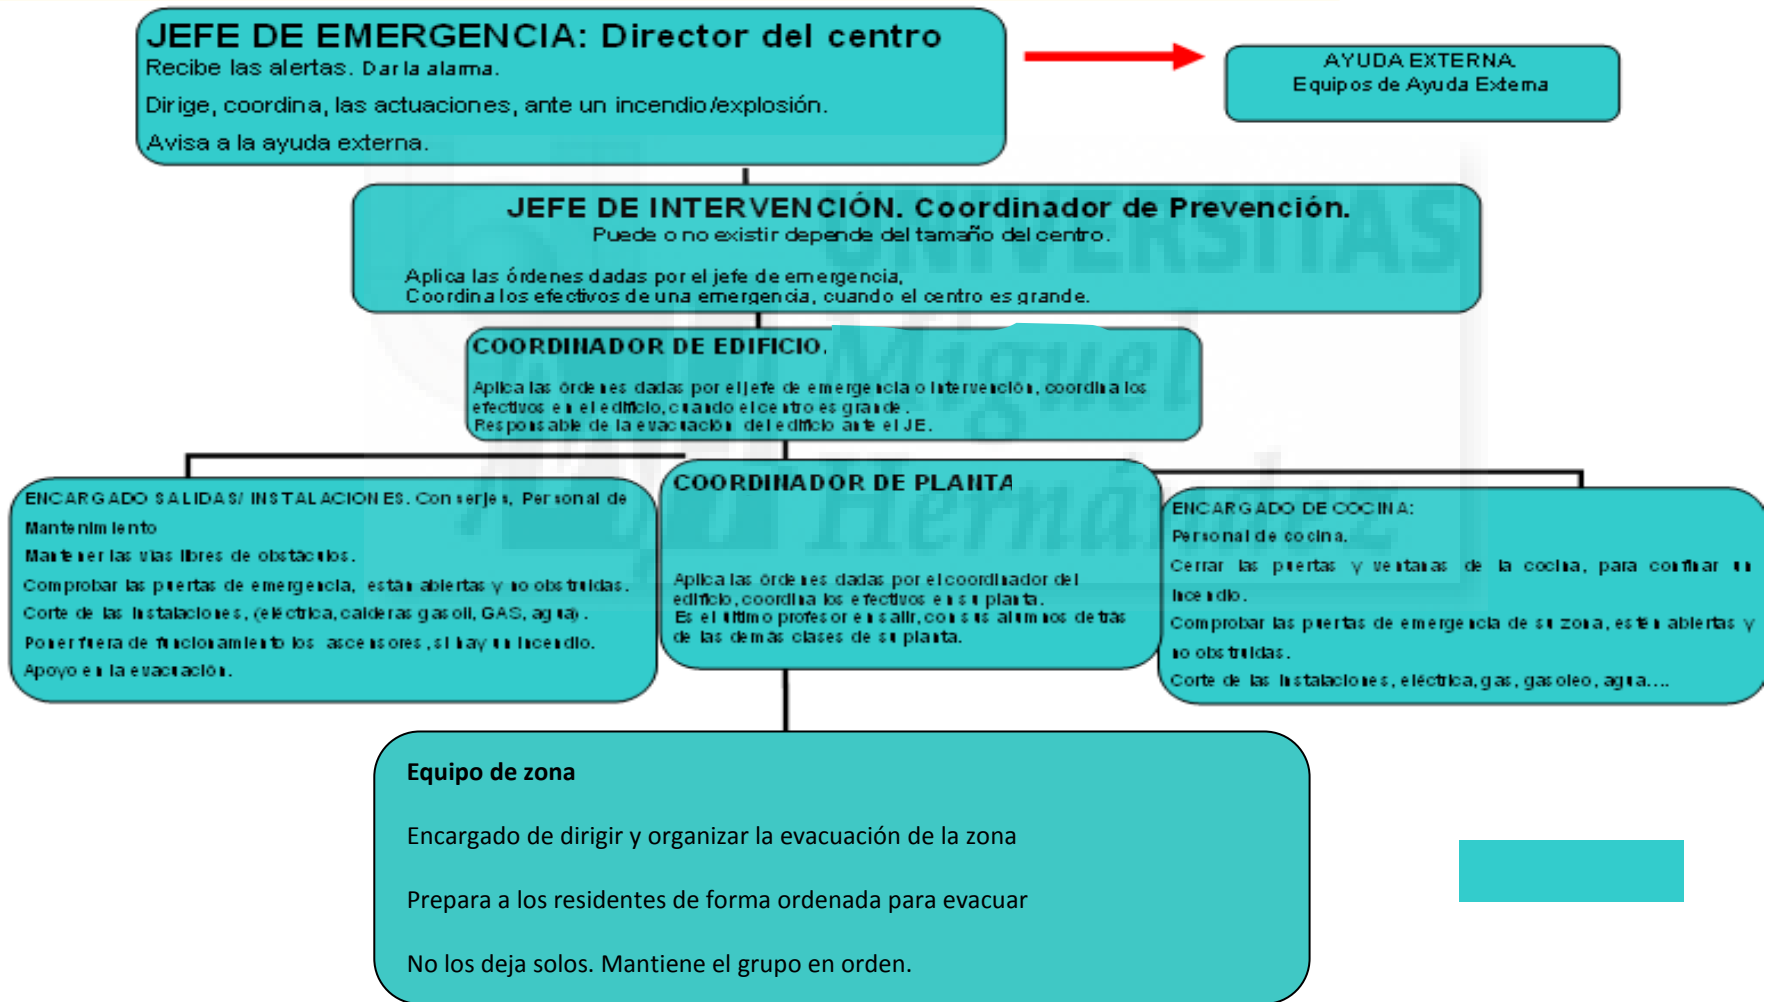 JEFE DE EMERGENCIA: Director del centro
Recibe las alertas. Dar la alarma.
Dirige, coordina, las actuaciones, ante un incendio/explosión.
Avisa a la ayuda externa.
AYUDA EXTERNA.
Equipos de Ayuda Externa
JEFE DE INTERVENCIÓN. Coordinador de Prevención.
Puede o no existir depende del tamaño del centro.
Aplica las órdenes dadas por el jefe de emergencia,
Coordina los efectivos de una emergencia, cuando el centro es grande.
COORDINADOR DE EDIFICIO.
Aplica las órdenes dadas por el jefe de emergencia o intervención, coordina los
efectivos en el edificio, cuando el centro es grande.
Responsable de la evacuación del edificio ante el JE.
ENCARGADO SALIDAS/ INSTALACIONES. Conserjes, Personal de
Mantenimiento
Mantener las vías libres de obstáculos.
Comprobar las puertas de emergencia, están abiertas y no obstruidas.
Corte de las instalaciones, (eléctrica, calderas gasoil, GAS, agua).
Poner fuera de funcionamiento los ascensores, si hay un incendio.
Apoyo en la evacuación.
COORDINADOR DE PLANTA
Aplica las órdenes dadas por el coordinador del
edificio, coordina los efectivos en su planta.
Es el último profesor en salir, con sus alumnos detrás
de las demás clases de su planta.
ENCARGADO DE COCINA:
Personal de cocina.
Cerrar las puertas y ventanas de la cocina, para confinar un
incendio.
Comprobar las puertas de emergencia de su zona, estén abiertas y
no obstruidas.
Corte de las instalaciones, eléctrica, gas, gasoleo, agua....
Equipo de zona
Encargado de dirigir y organizar la evacuación de la zona
Prepara a los residentes de forma ordenada para evacuar
No los deja solos. Mantiene el grupo en orden.
UNIVERSITAS
Miguel
Hernández